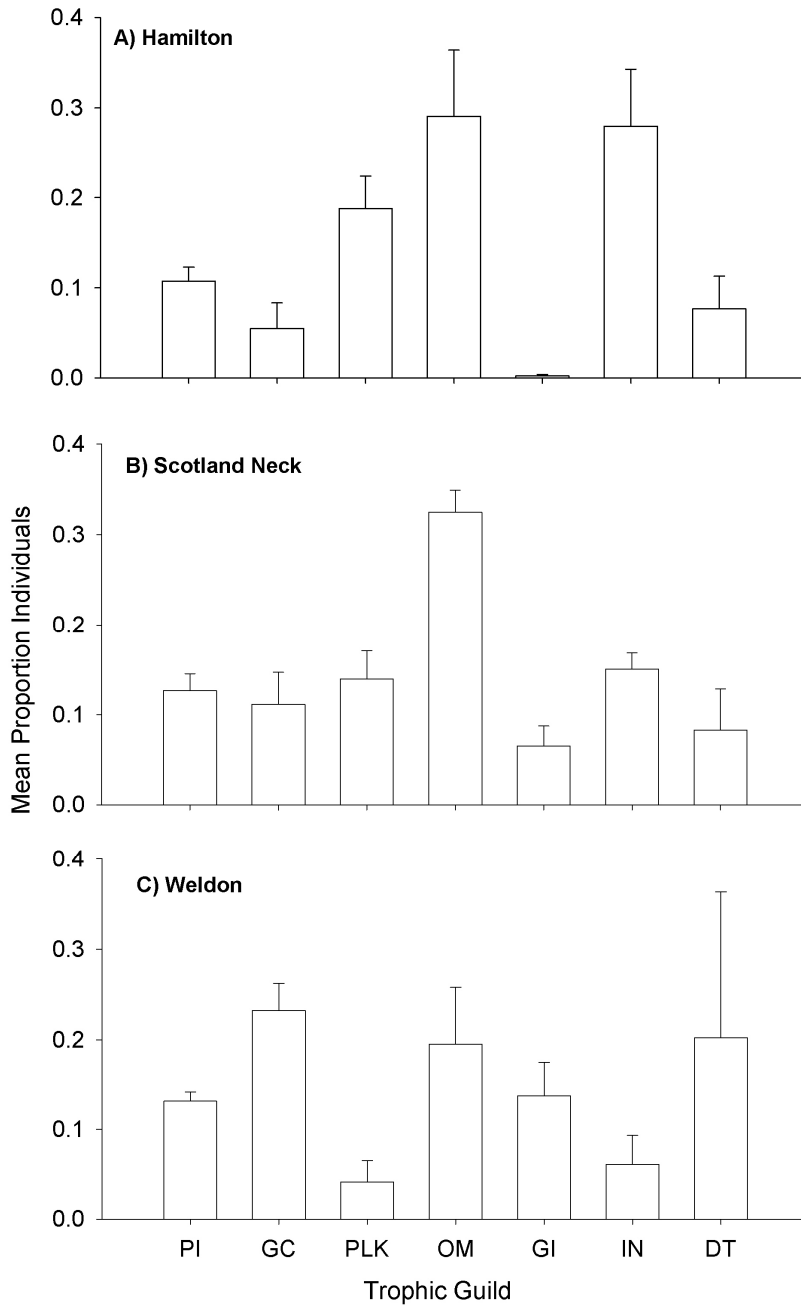 A) Hamilton
0.4
0.3
0.2
0.1
0.0
B) Scotland Neck
0.4
0.3
0.2
0.1
0.0
Mean Proportion Individuals
C) Weldon
0.4
0.3
0.2
0.1
0.0
PI GC PLK OM GI IN DT
Trophic Guild